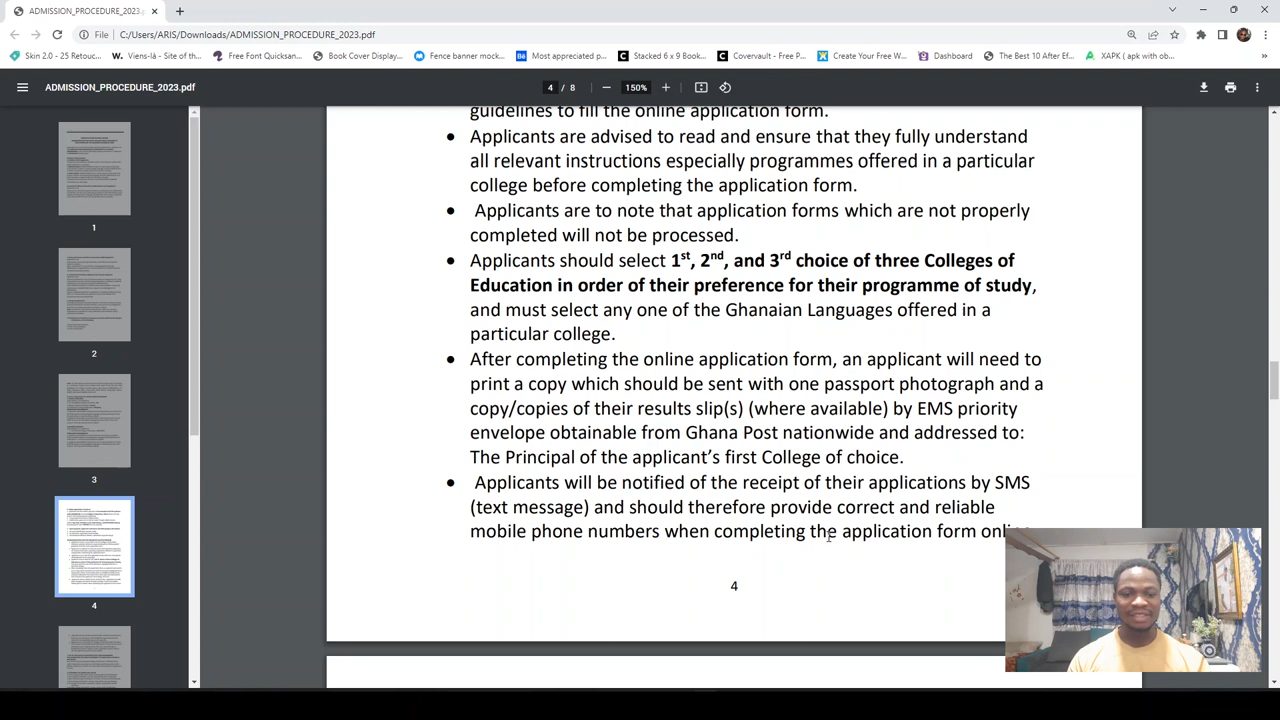 ADMISSION_PROCEDURE_2023.pdf
File
C:/Users/ARIS/Downloads/ADMISSION_PROCEDURE_2023.pdf
Skin 2.0 - 25 Retouc...
Viens-là - Site of th...
Free Font Quicksan...
Book Cover Display...
Fence banner mock...
Most appreciated p...
Stacked 6 x 9 Book...
Covervault - Free P...
Create Your Free W...
Dashboard
The Best 10 After Ef...
XAPK ( apk with ob...
ADMISSION_PROCEDURE_2023.pdf
4 / 8
150%
guidelines to fill the online application form.
• Applicants are advised to read and ensure that they fully understand
all relevant instructions especially programmes offered in a particular
college before completing the application form.
• Applicants are to note that application forms which are not properly
completed will not be processed.
• Applicants should select 1st, 2nd, and 3rd choice of three Colleges of
Education in order of their preference for their programme of study,
and must select any one of the Ghanaian Languages offered in a
particular college.
• After completing the online application form, an applicant will need to
print a copy which should be sent with one passport photograph and a
copy/copies of their results slip(s) (where available) by EMS priority
envelope obtainable from Ghana Post nationwide and addressed to:
The Principal of the applicant's first College of choice.
• Applicants will be notified of the receipt of their applications by SMS
(text message) and should therefore provide correct and reliable
mobile phone numbers when completing the application form
4
1
2
3
4